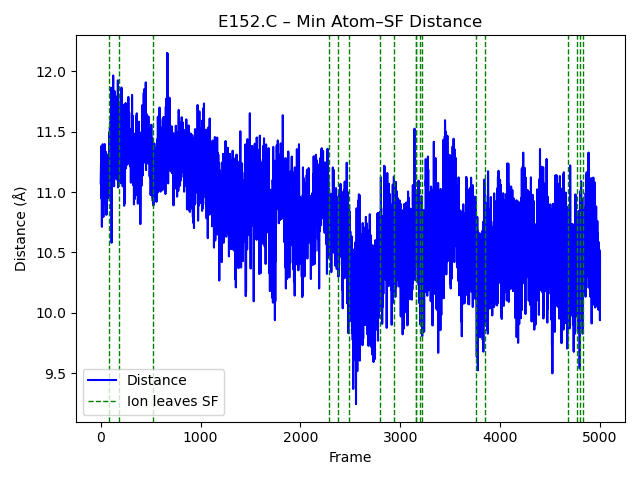 E152.C – Min Atom–SF Distance
12.0
11.5
11.0
10.5
10.0
9.5
Distance (Å)
Distance
Ion leaves SF
0 1000 2000 3000 4000 5000
Frame